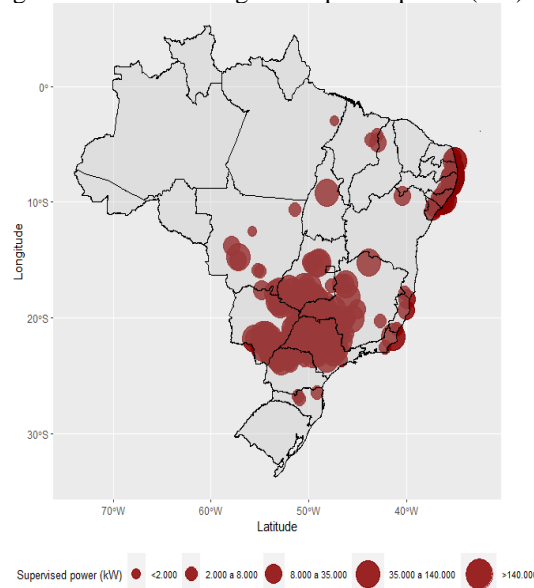 0°
10°S
20°S
30°S
Longitude
70°W 60°W 50°W 40°W
Latitude
Supervised power (kW) <2.000 2.000 a 8.000 8.000 a 35.000 35.000 a 140.000 >140.000